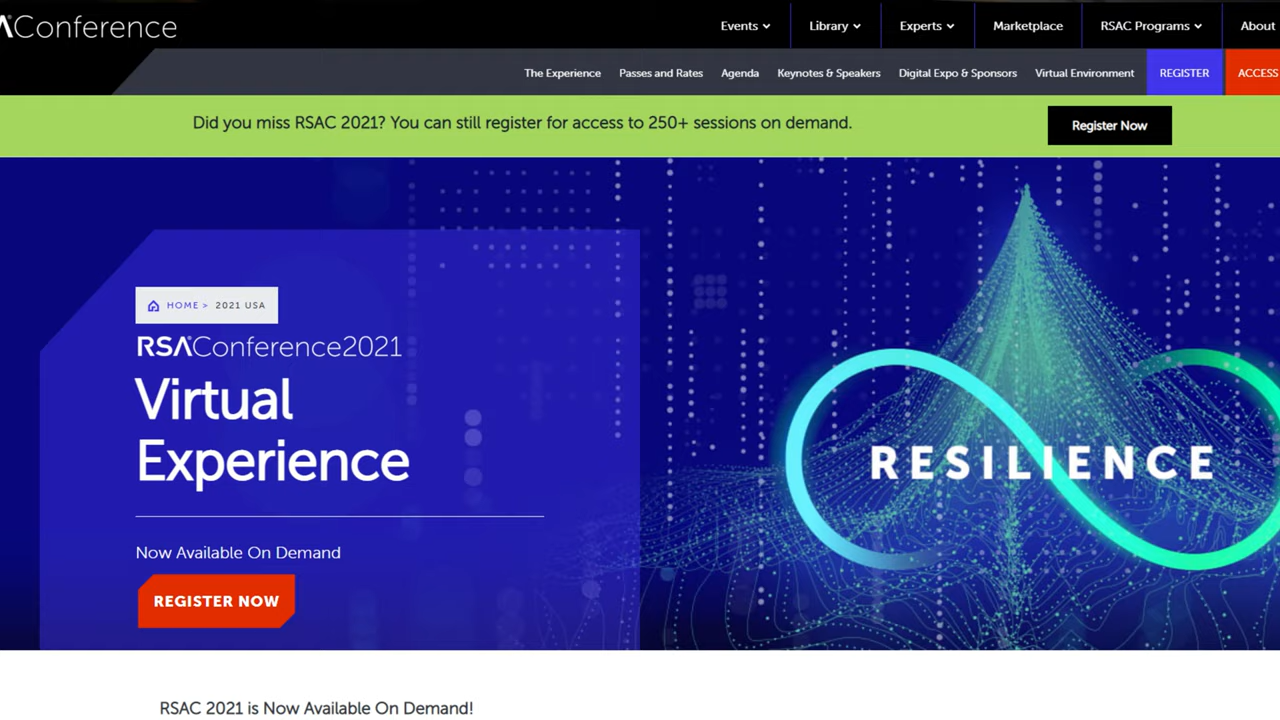 RSAConference
Events
Library
Experts
Marketplace
RSAC Programs
About
The Experience
Passes and Rates
Agenda
Keynotes & Speakers
Digital Expo & Sponsors
Virtual Environment
REGISTER
ACCESS
Did you miss RSAC 2021? You can still register for access to 250+ sessions on demand.
Register Now
HOME > 2021 USA
RSAConference2021
Virtual
Experience
RESILIENCE
Now Available On Demand
REGISTER NOW
RSAC 2021 is Now Available On Demand!